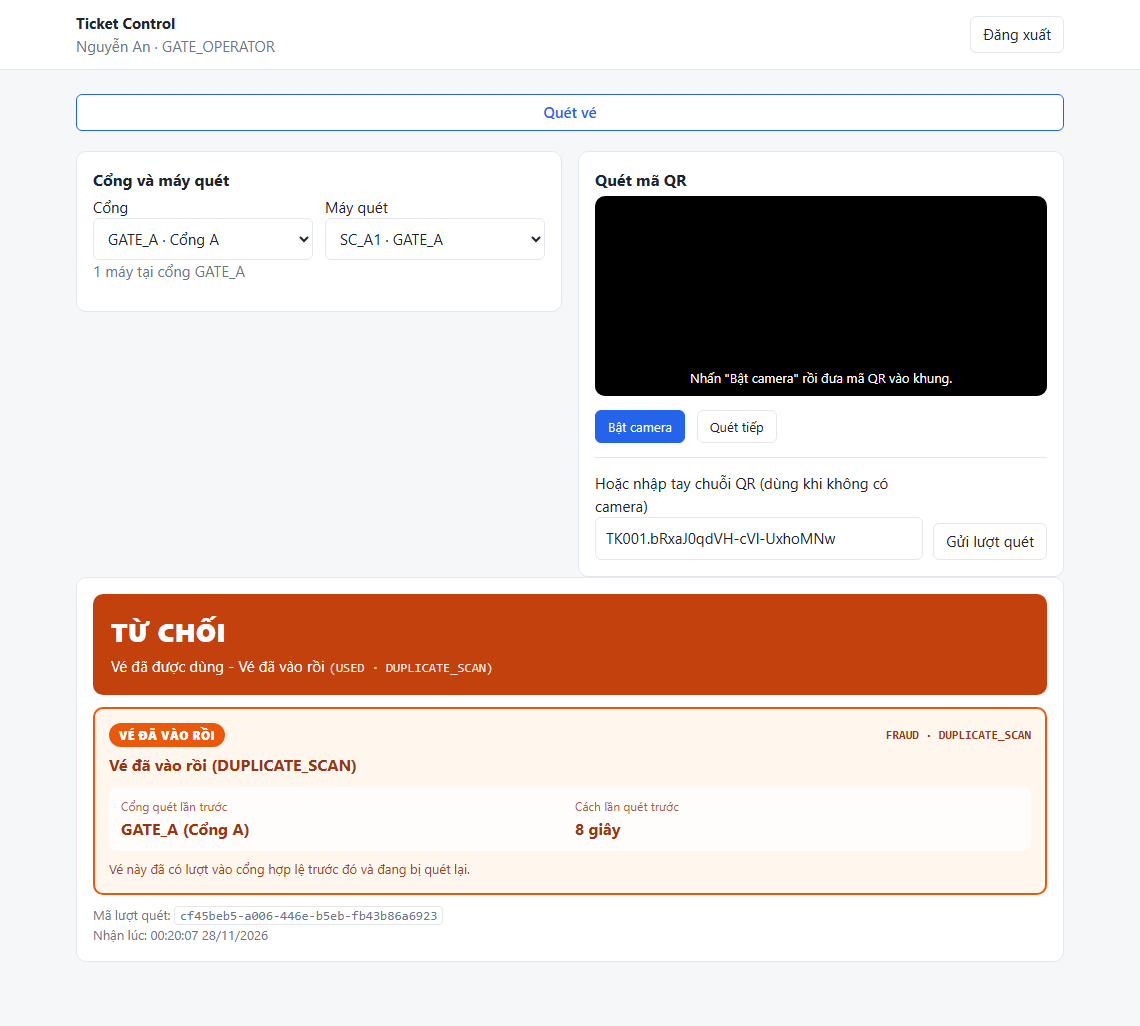 Ticket Control
Nguyễn An · GATE_OPERATOR
Đăng xuất
Quét vé
Cổng và máy quét
Cổng
Máy quét
GATE_A · Cổng A
SC_A1 · GATE_A
1 máy tại cổng GATE_A
Quét mã QR
Nhấn "Bật camera" rồi đưa mã QR vào khung.
Bật camera
Quét tiếp
Hoặc nhập tay chuỗi QR (dùng khi không có
camera)
TK001.bRxaJ0qdVH-cVI-UxhoMNw
Gửi lượt quét
TỪ CHỐI
Vé đã được dùng - Vé đã vào rồi (USED · DUPLICATE_SCAN)
VÉ ĐÃ VÀO RỒI
FRAUD · DUPLICATE_SCAN
Vé đã vào rồi (DUPLICATE_SCAN)
Cổng quét lần trước
Cách lần quét trước
GATE_A (Cổng A)
8 giây
Vé này đã có lượt vào cổng hợp lệ trước đó và đang bị quét lại.
Mã lượt quét: cf45beb5-a006-446e-b5eb-fb43b86a6923
Nhận lúc: 00:20:07 28/11/2026